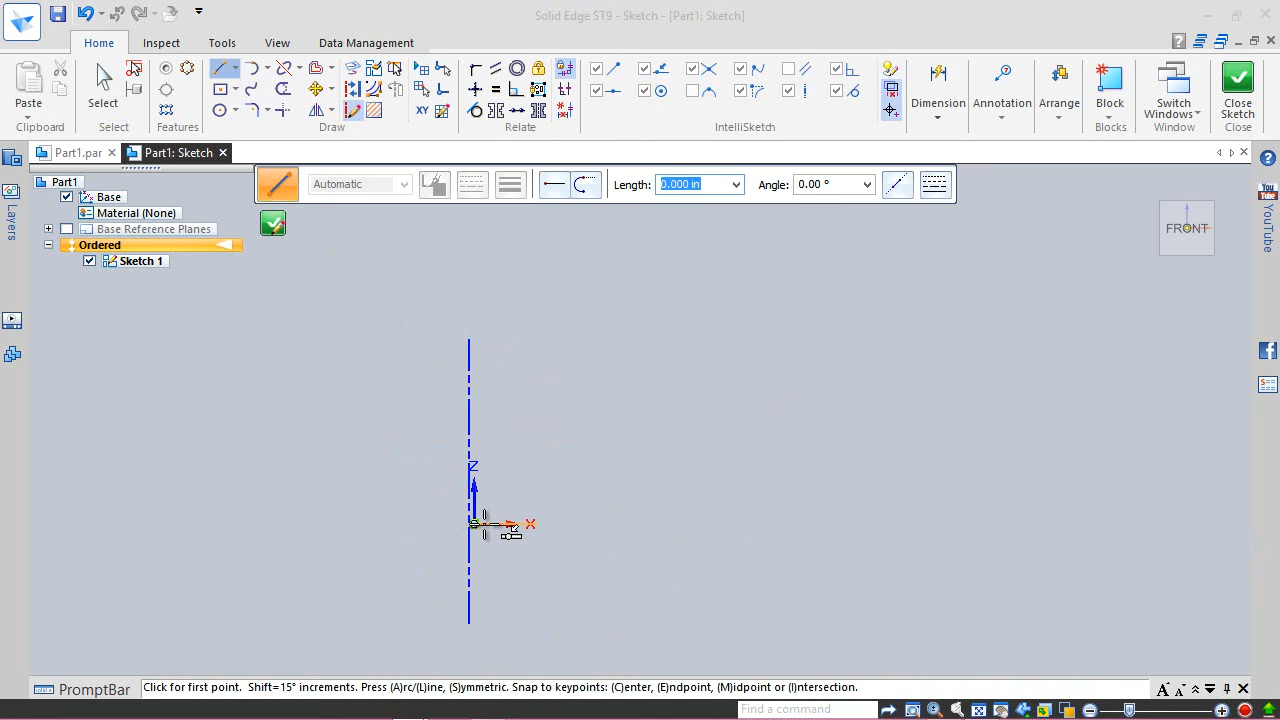 Solid Edge ST9 - Sketch - [Part1: Sketch]
Home Inspect Tools View Data Management
Paste
Select
XY
Dimension
Annotation
Arrange
Block
Switch Windows
Close Sketch
Clipboard Select Features Draw Relate IntelliSketch Blocks Window Close
Part1.par Part1: Sketch
Automatic Length: 0.000 in Angle: 0.00 °
Part1
Base
Material (None)
Base Reference Planes
Ordered
Sketch 1
Layers
You Tube
YouTube
FRONT
Z
X
PromptBar Click for first point. Shift=15° increments. Press (A)rc/(L)ine, (S)ymmetric. Snap to keypoints: (C)enter, (E)ndpoint, (M)idpoint or (I)ntersection.
Find a command